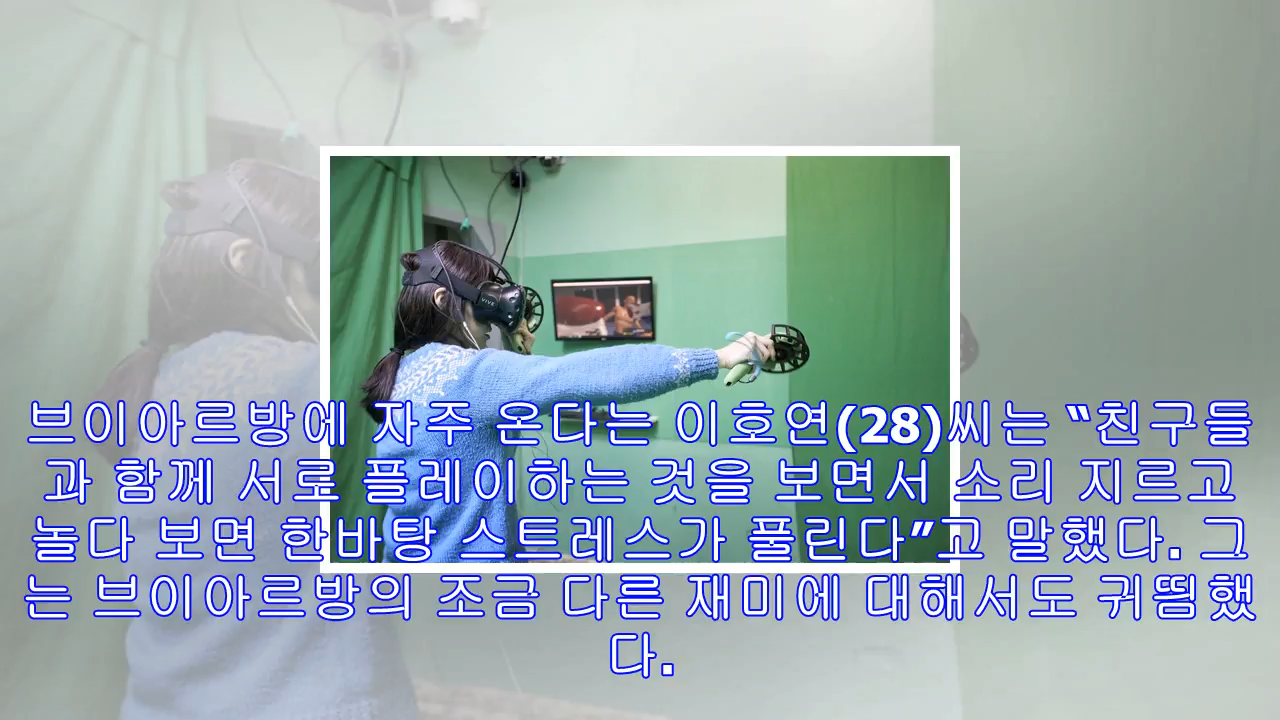 브이아르방에 자주 온다는 이호연(28)씨는 “친구들
과 함께 서로 플레이하는 것을 보면서 소리 지르고
놀다 보면 한바탕 스트레스가 풀린다”고 말했다. 그
는 브이아르방의 조금 다른 재미에 대해서도 귀띔했
다.
VIVE